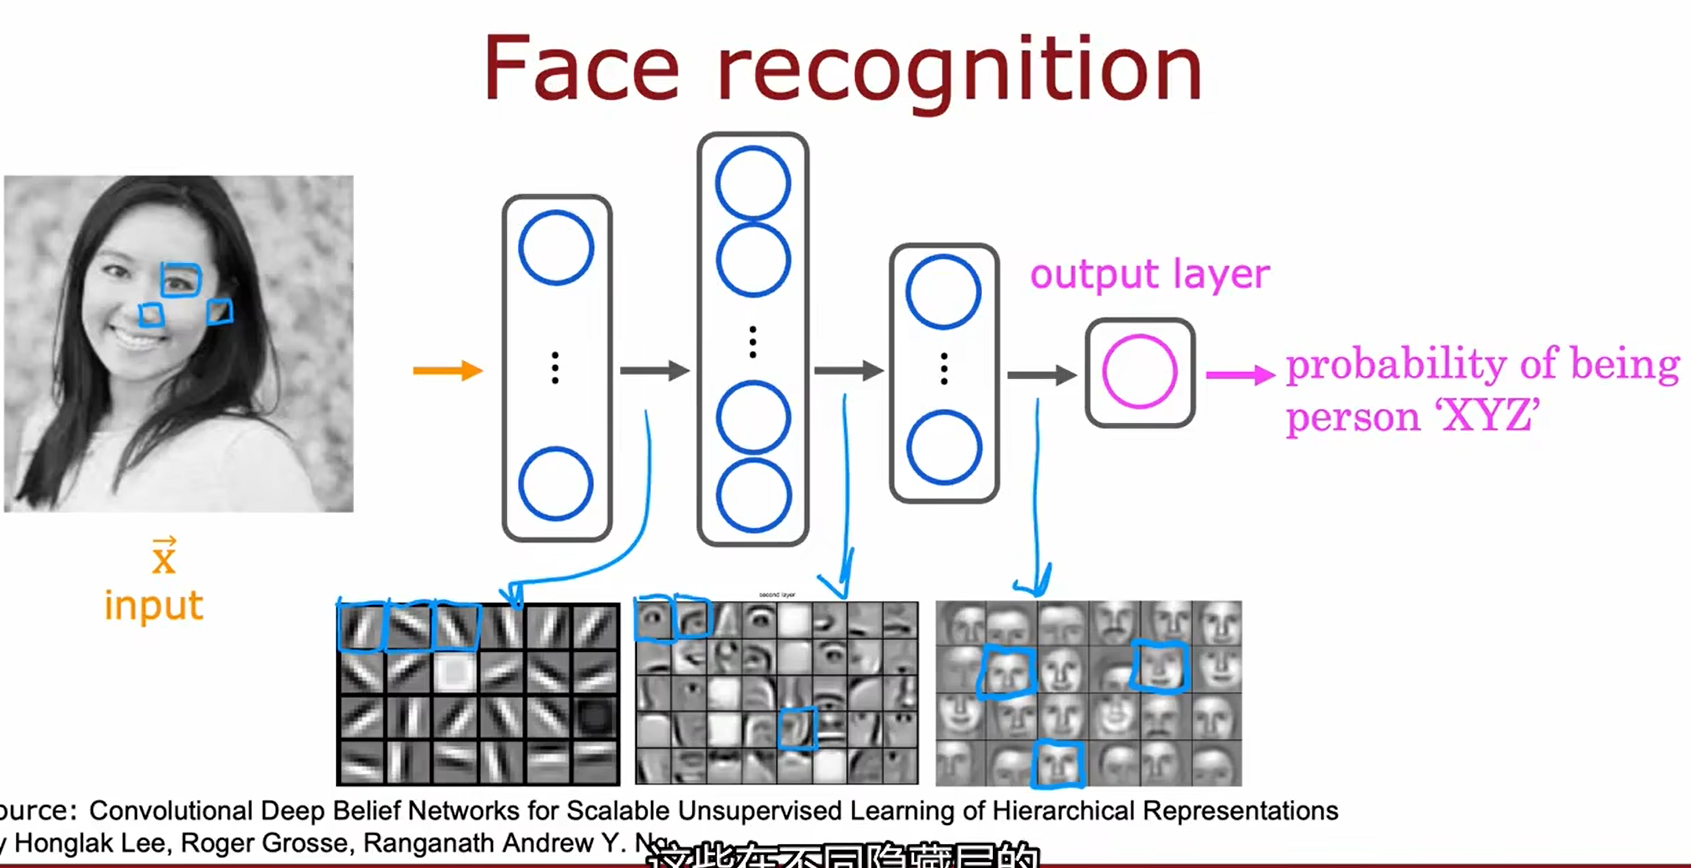 Face recognition
output layer
probability of being
person ‘XYZ’
x
input
second layer
ource: Convolutional Deep Belief Networks for Scalable Unsupervised Learning of Hierarchical Representations
y Honglak Lee, Roger Grosse, Ranganath Andrew Y. Ng
这些在不同隐藏层的